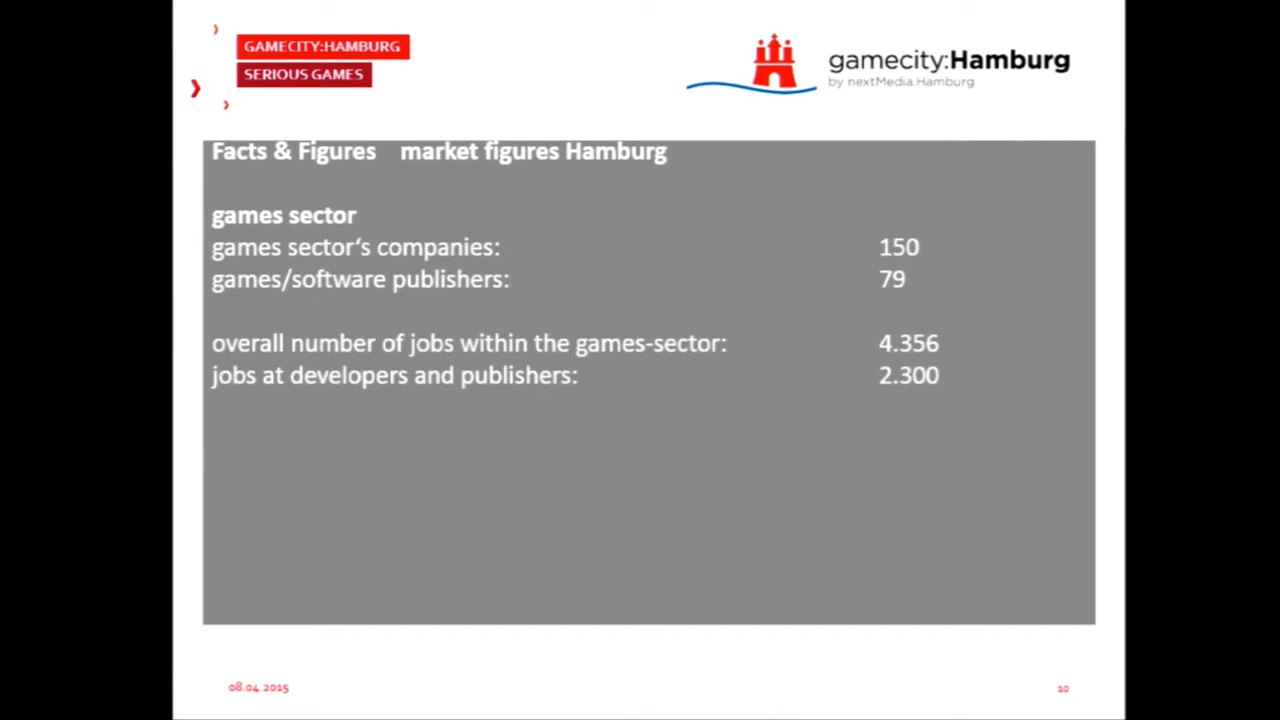 GAMECITY:HAMBURG
SERIOUS GAMES
gamecity:Hamburg
by nextMedia.Hamburg
Facts & Figures market figures Hamburg
games sector
games sector‘s companies: 150
games/software publishers: 79
overall number of jobs within the games-sector: 4.356
jobs at developers and publishers: 2.300
08.04.2015
10